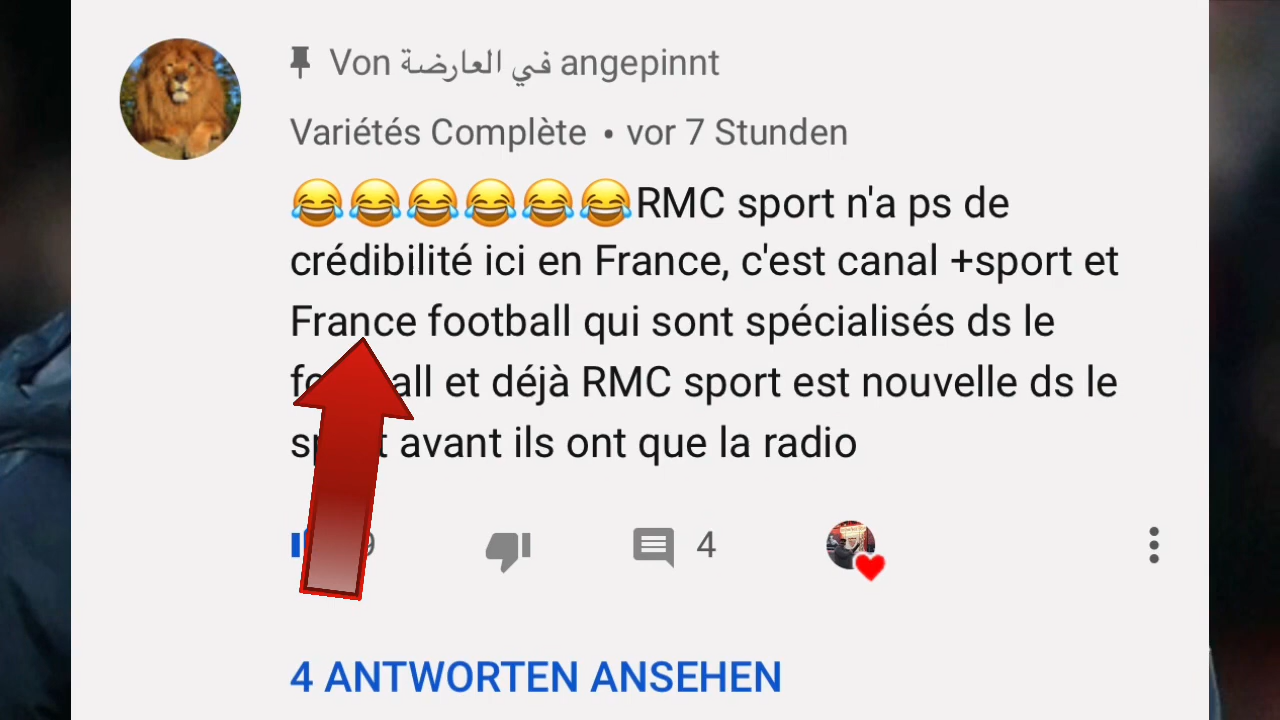 Von في العارضة angepinnt
Variétés Complète • vor 7 Stunden
😂😂😂😂😂😂RMC sport n'a ps de
crédibilité ici en France, c'est canal +sport et
France football qui sont spécialisés ds le
et déjà RMC sport est nouvelle ds le
avant ils ont que la radio
4
4 ANTWORTEN ANSEHEN